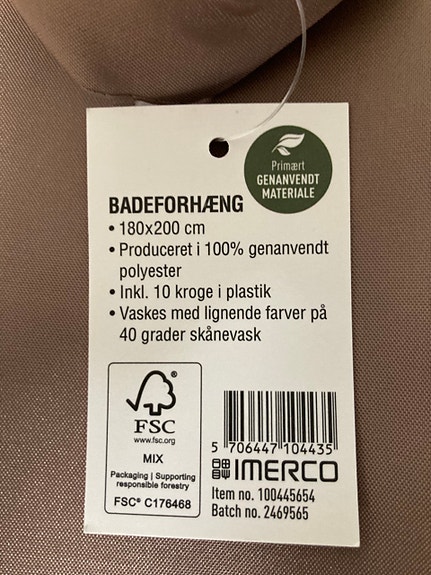 Primært
GENANVENDT
MATERIALE
BADEFORHÆNG
• 180x200 cm
• Produceret i 100% genanvendt
polyester
• Inkl. 10 kroge i plastik
• Vaskes med lignende farver på
40 grader skånevask
FSC
www.fsc.org
MIX
Packaging | Supporting
responsible forestry
FSC® C176468
5 706447 104435
IMERCO
Item no. 100445654
Batch no. 2469565